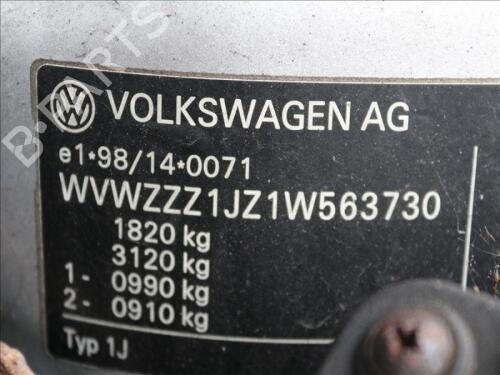 VOLKSWAGEN AG
e1*98/14*0071
WVWZZZ1JZ1W563730
1820 kg
3120 kg
1- 0990 kg
2- 0910 kg
Typ 1J
B-PARTS